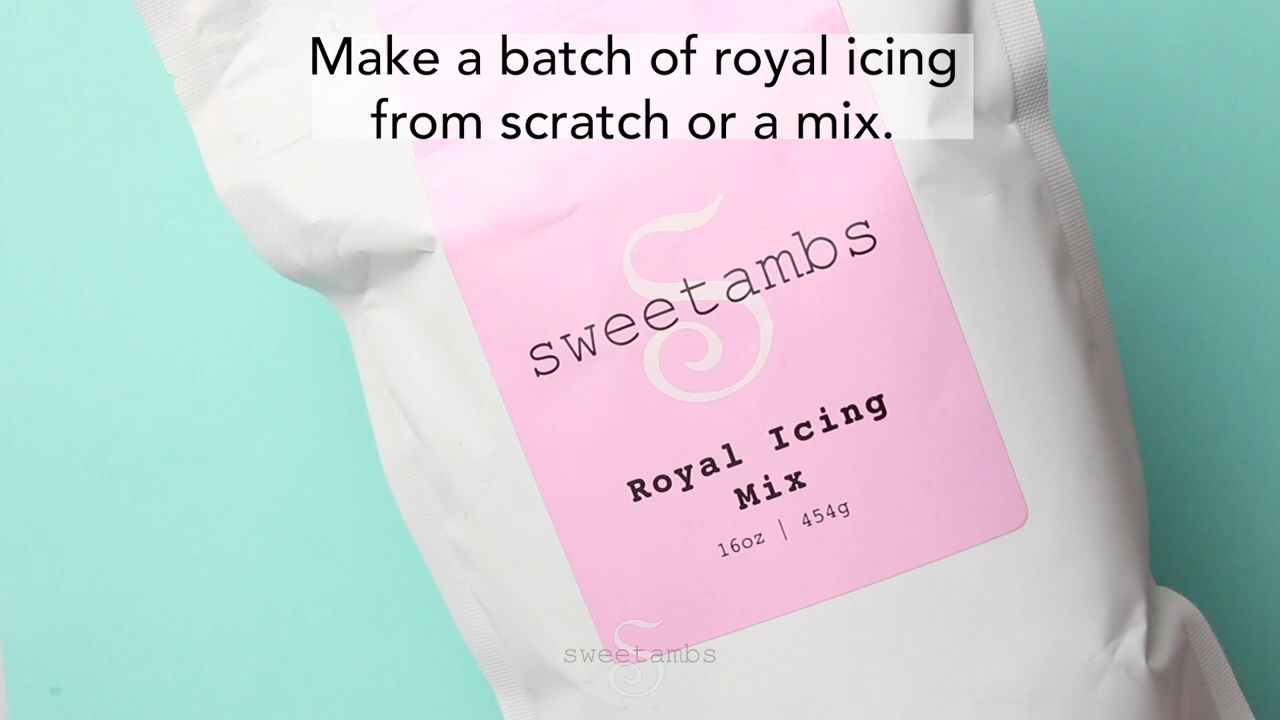 Make a batch of royal icing
from scratch or a mix.
sweetambs
Royal Icing
Mix
16oz | 454g
sweetambs